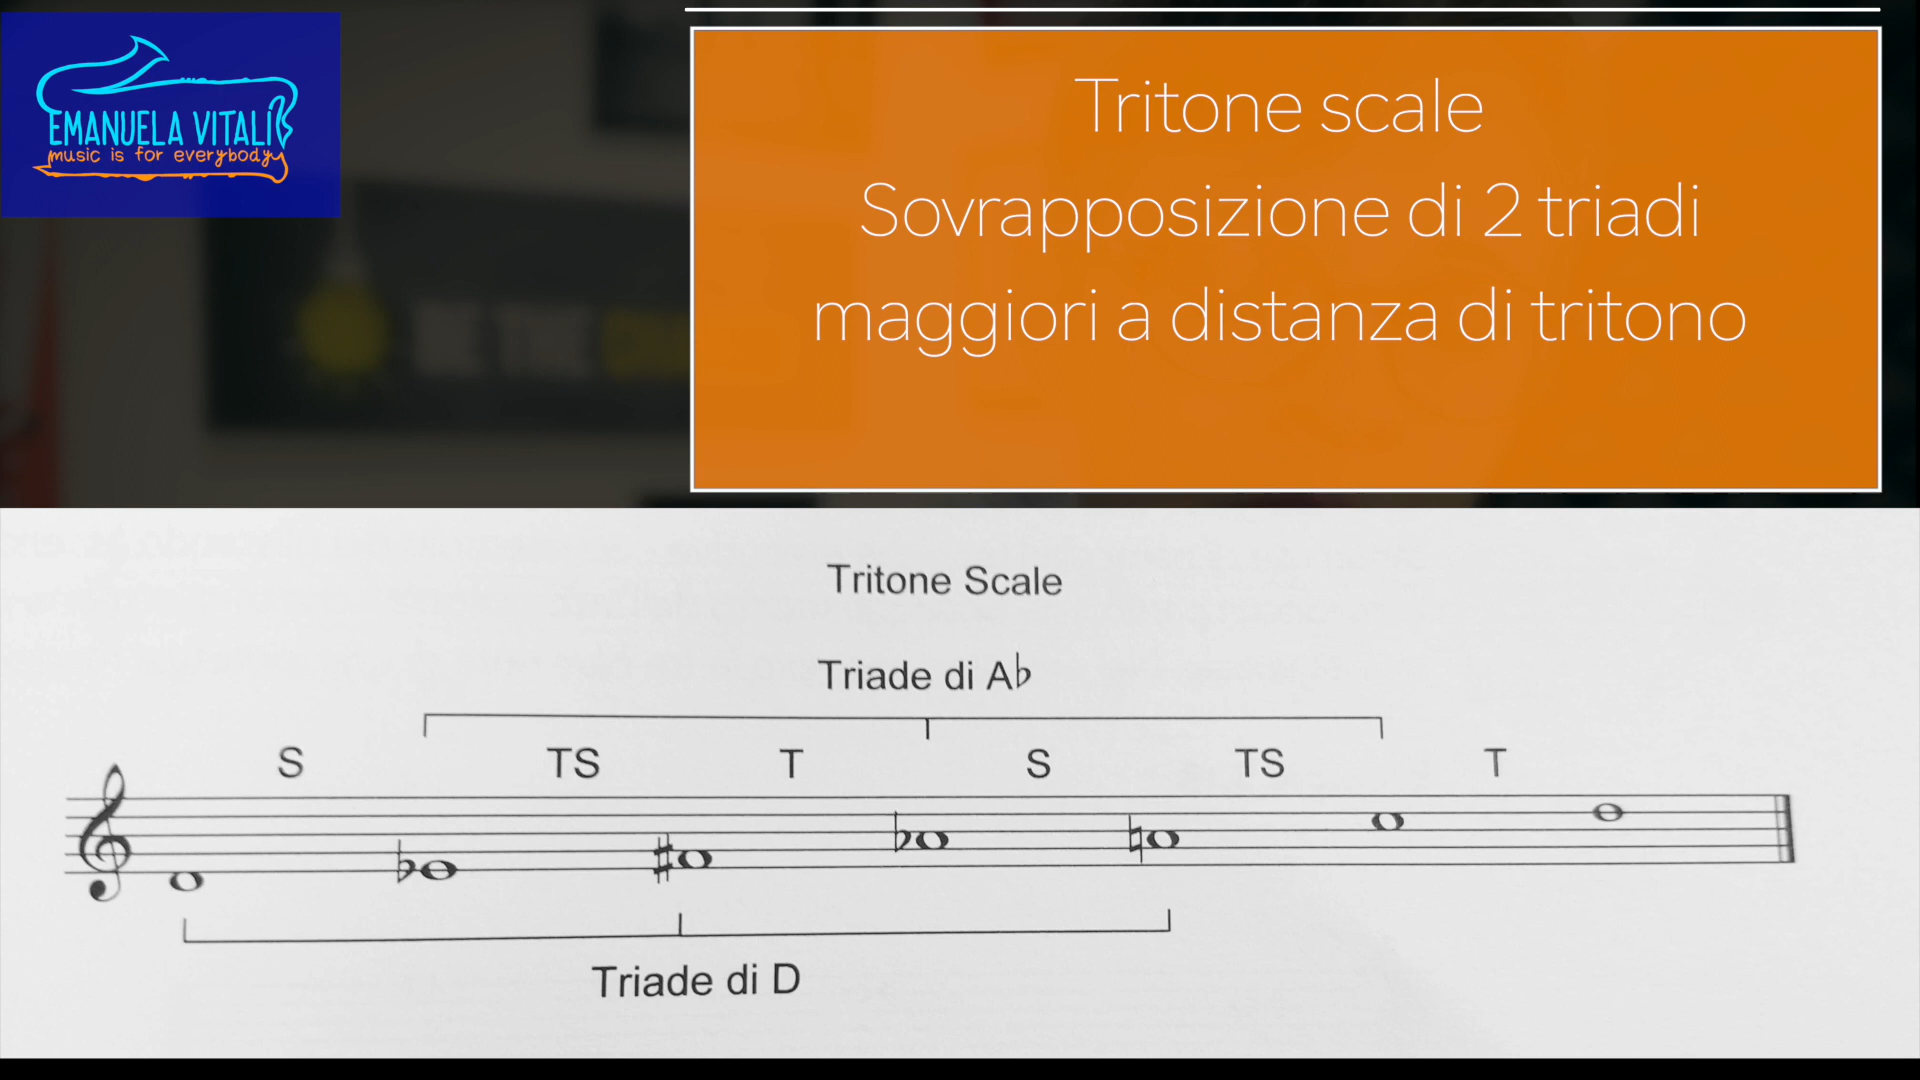 EMANUELA VITALI
music is for everybody
Tritone scale
Sovrapposizione di 2 triadi
maggiori a distanza di tritono
Tritone Scale
Triade di A♭
S TS T S TS T
Triade di D